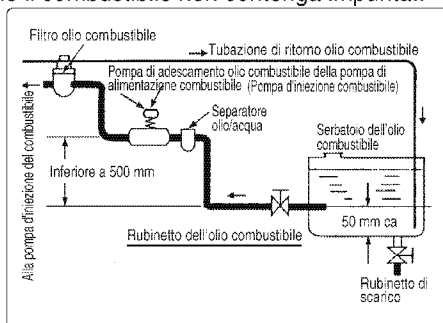 Filtro olio combustibile
Tubazione di ritorno olio combustibile
Pompa di adescamento olio combustibile della pompa di
alimentazione combustibile (Pompa d'iniezione combustibile)
Separatore
olio/acqua
Serbatoio dell'olio
combustibile
Alla pompa d'iniezione del combustibile
Inferiore a 500 mm
50 mm ca
Rubinetto dell'olio combustibile
Rubinetto di
scarico